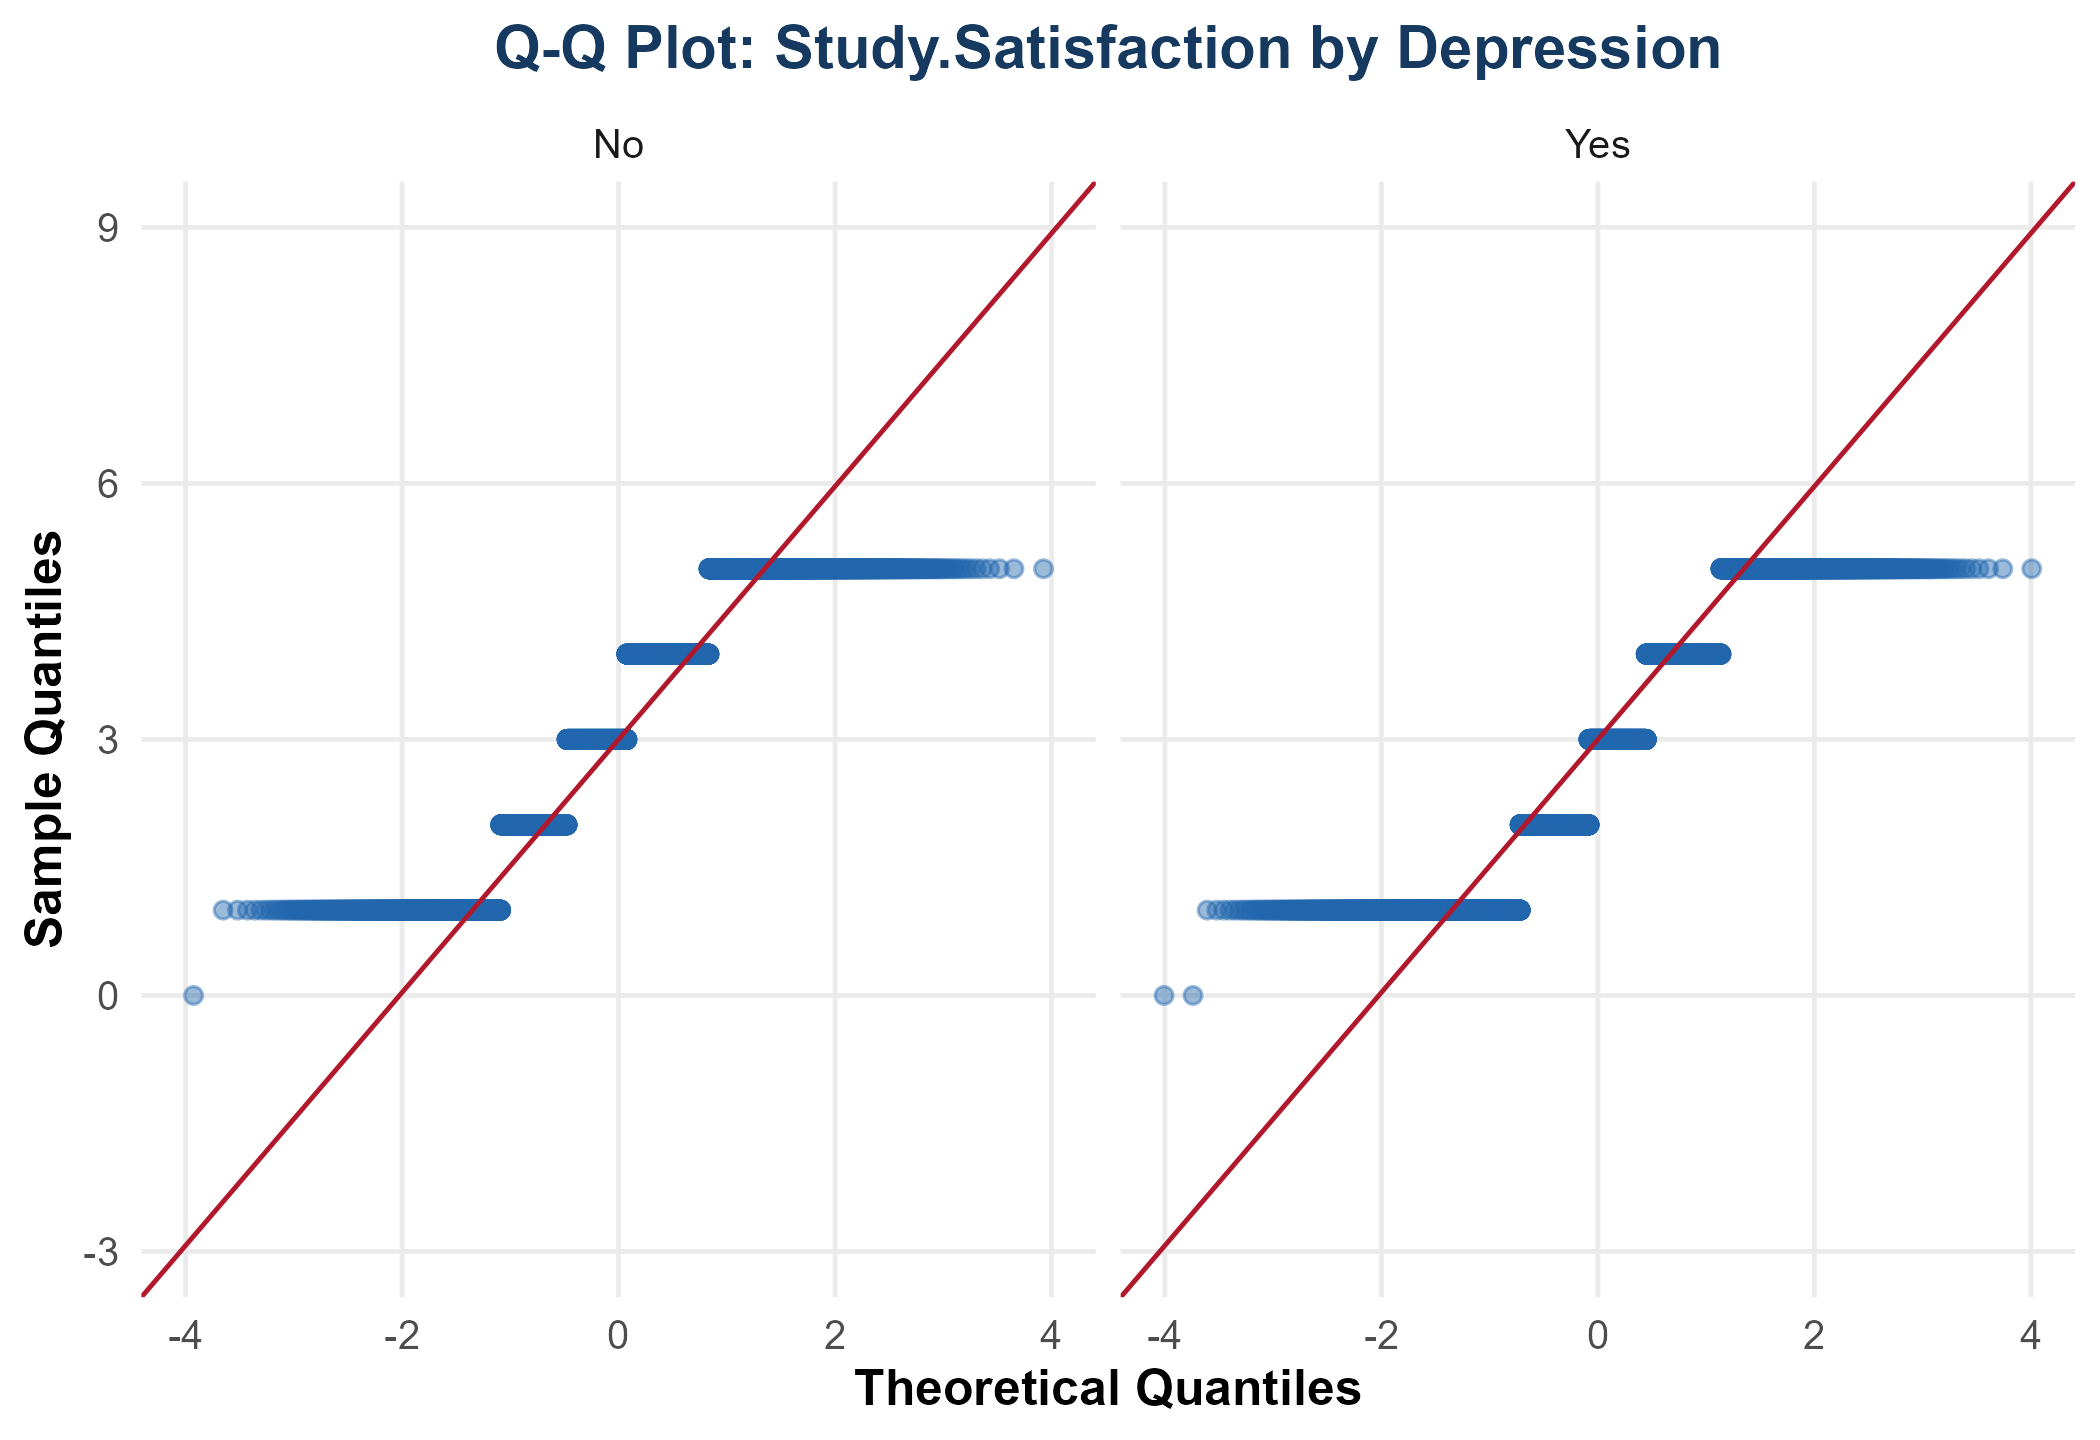 Q-Q Plot: Study.Satisfaction by Depression
No Yes
9
6
3
0
-3
Sample Quantiles
-4 -2 0 2 4 -4 -2 0 2 4
Theoretical Quantiles